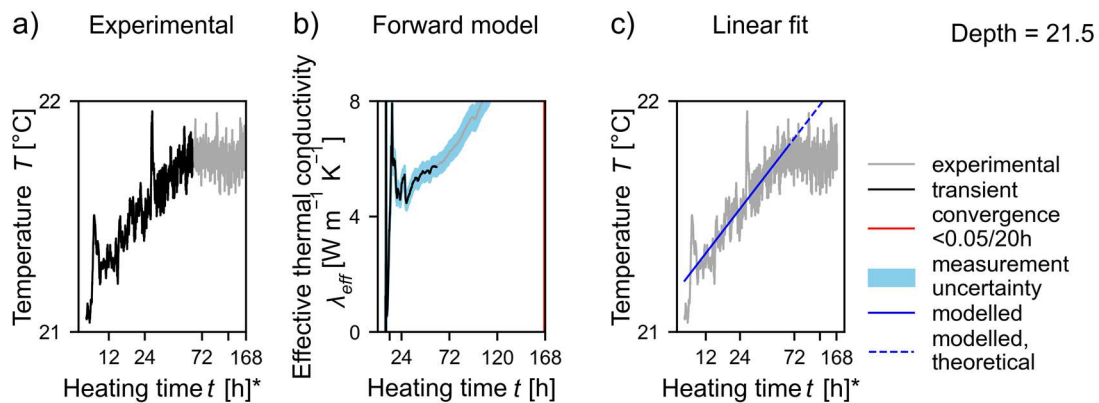 a) Experimental
b) Forward model
c) Linear fit
Depth = 21.5
Temperature T [°C]
22
21
12 24 72 168
Heating time t [h]*
Effective thermal conductivity
λeff [W m⁻¹ K⁻¹]
8
4
0
24 72 120 168
Heating time t [h]
Temperature T [°C]
22
21
12 24 72 168
Heating time t [h]*
experimental
transient
convergence
<0.05/20h
measurement
uncertainty
modelled
modelled,
theoretical